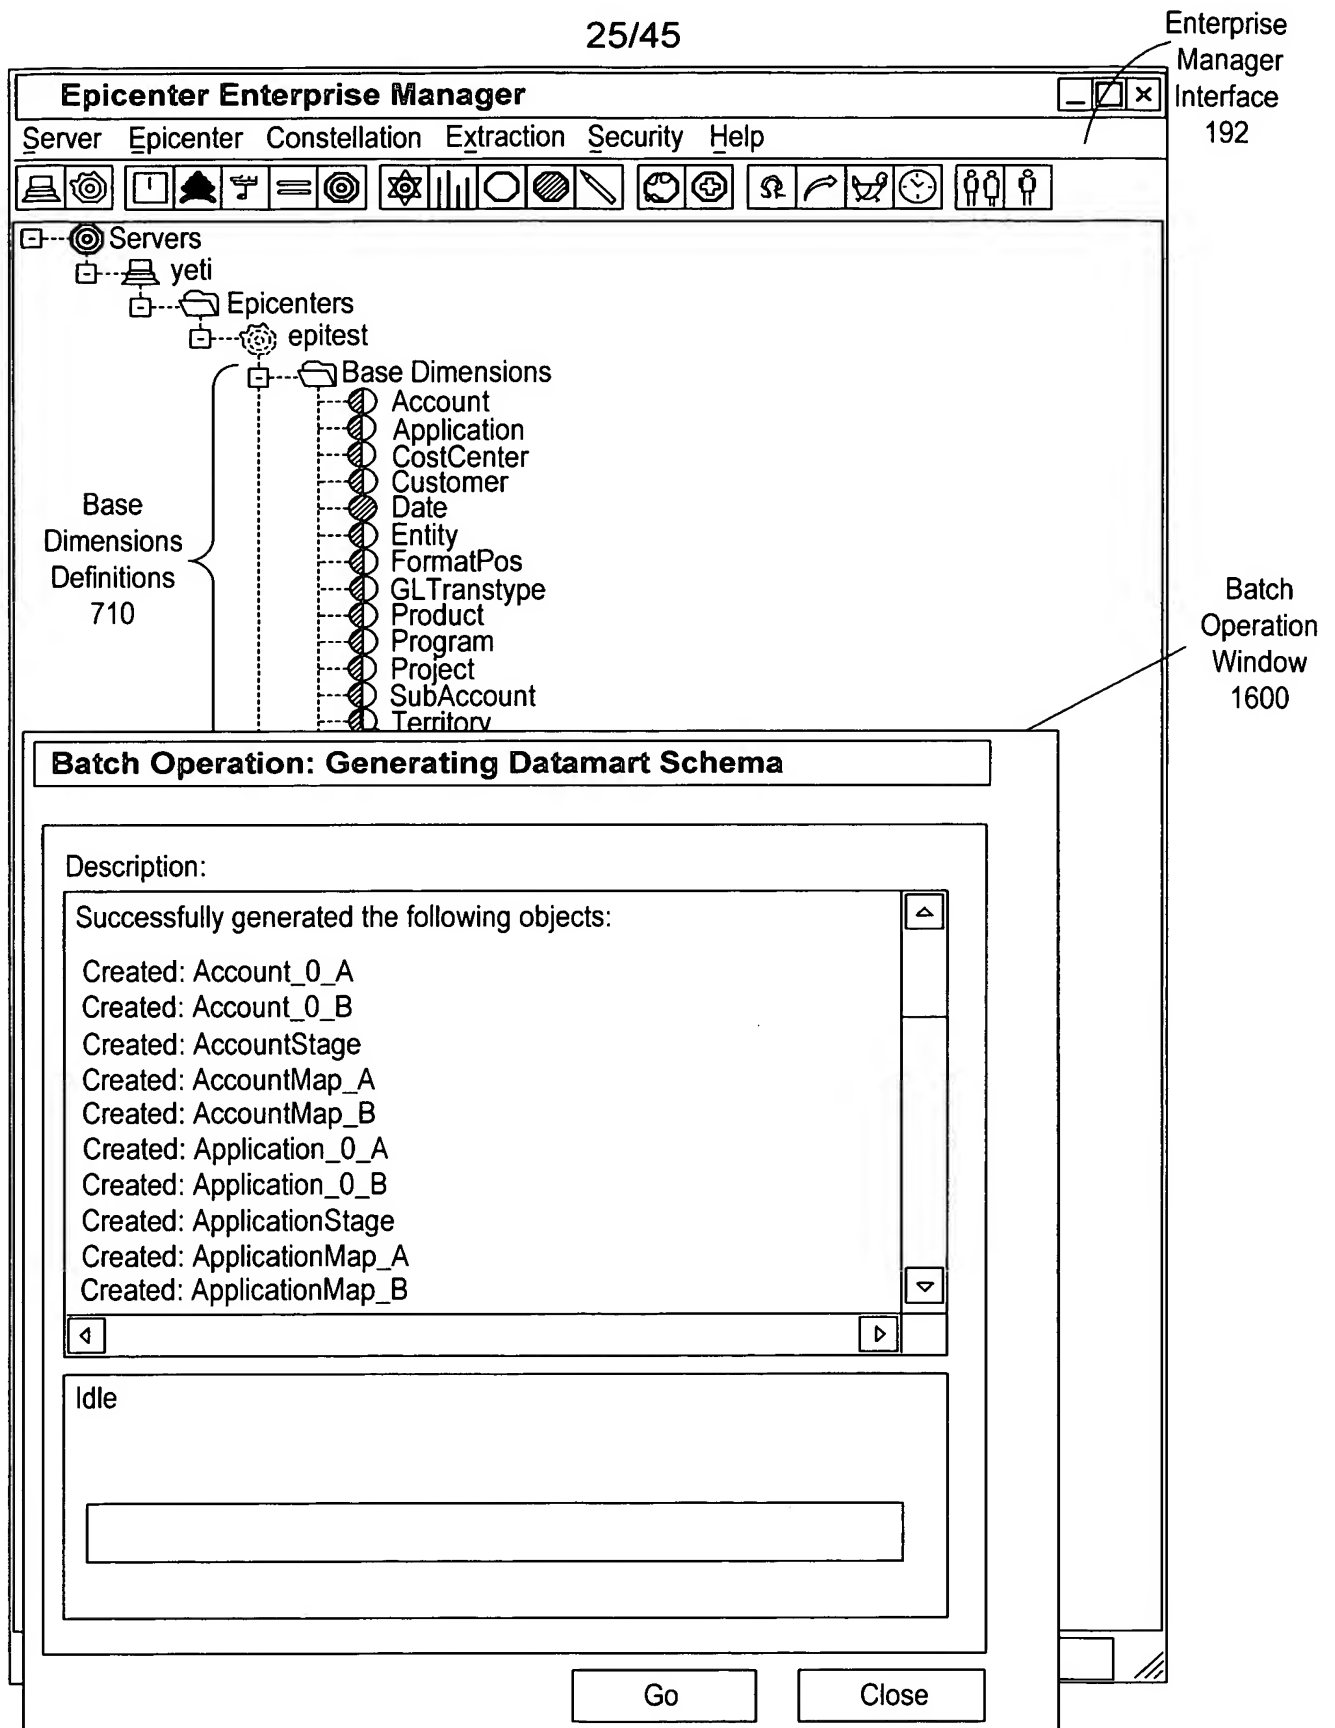 25/45
Enterprise
Manager
Interface
192
Epicenter Enterprise Manager
Server Epicenter Constellation Extraction Security Help
Servers
yeti
Epicenters
epitest
Base Dimensions
Account
Application
CostCenter
Customer
Date
Entity
FormatPos
GLTranstype
Product
Program
Project
SubAccount
Territory
Base
Dimensions
Definitions
710
Batch
Operation
Window
1600
Batch Operation: Generating Datamart Schema
Description:
Successfully generated the following objects:
Created: Account_0_A
Created: Account_0_B
Created: AccountStage
Created: AccountMap_A
Created: AccountMap_B
Created: Application_0_A
Created: Application_0_B
Created: ApplicationStage
Created: ApplicationMap_A
Created: ApplicationMap_B
Idle
Go
Close